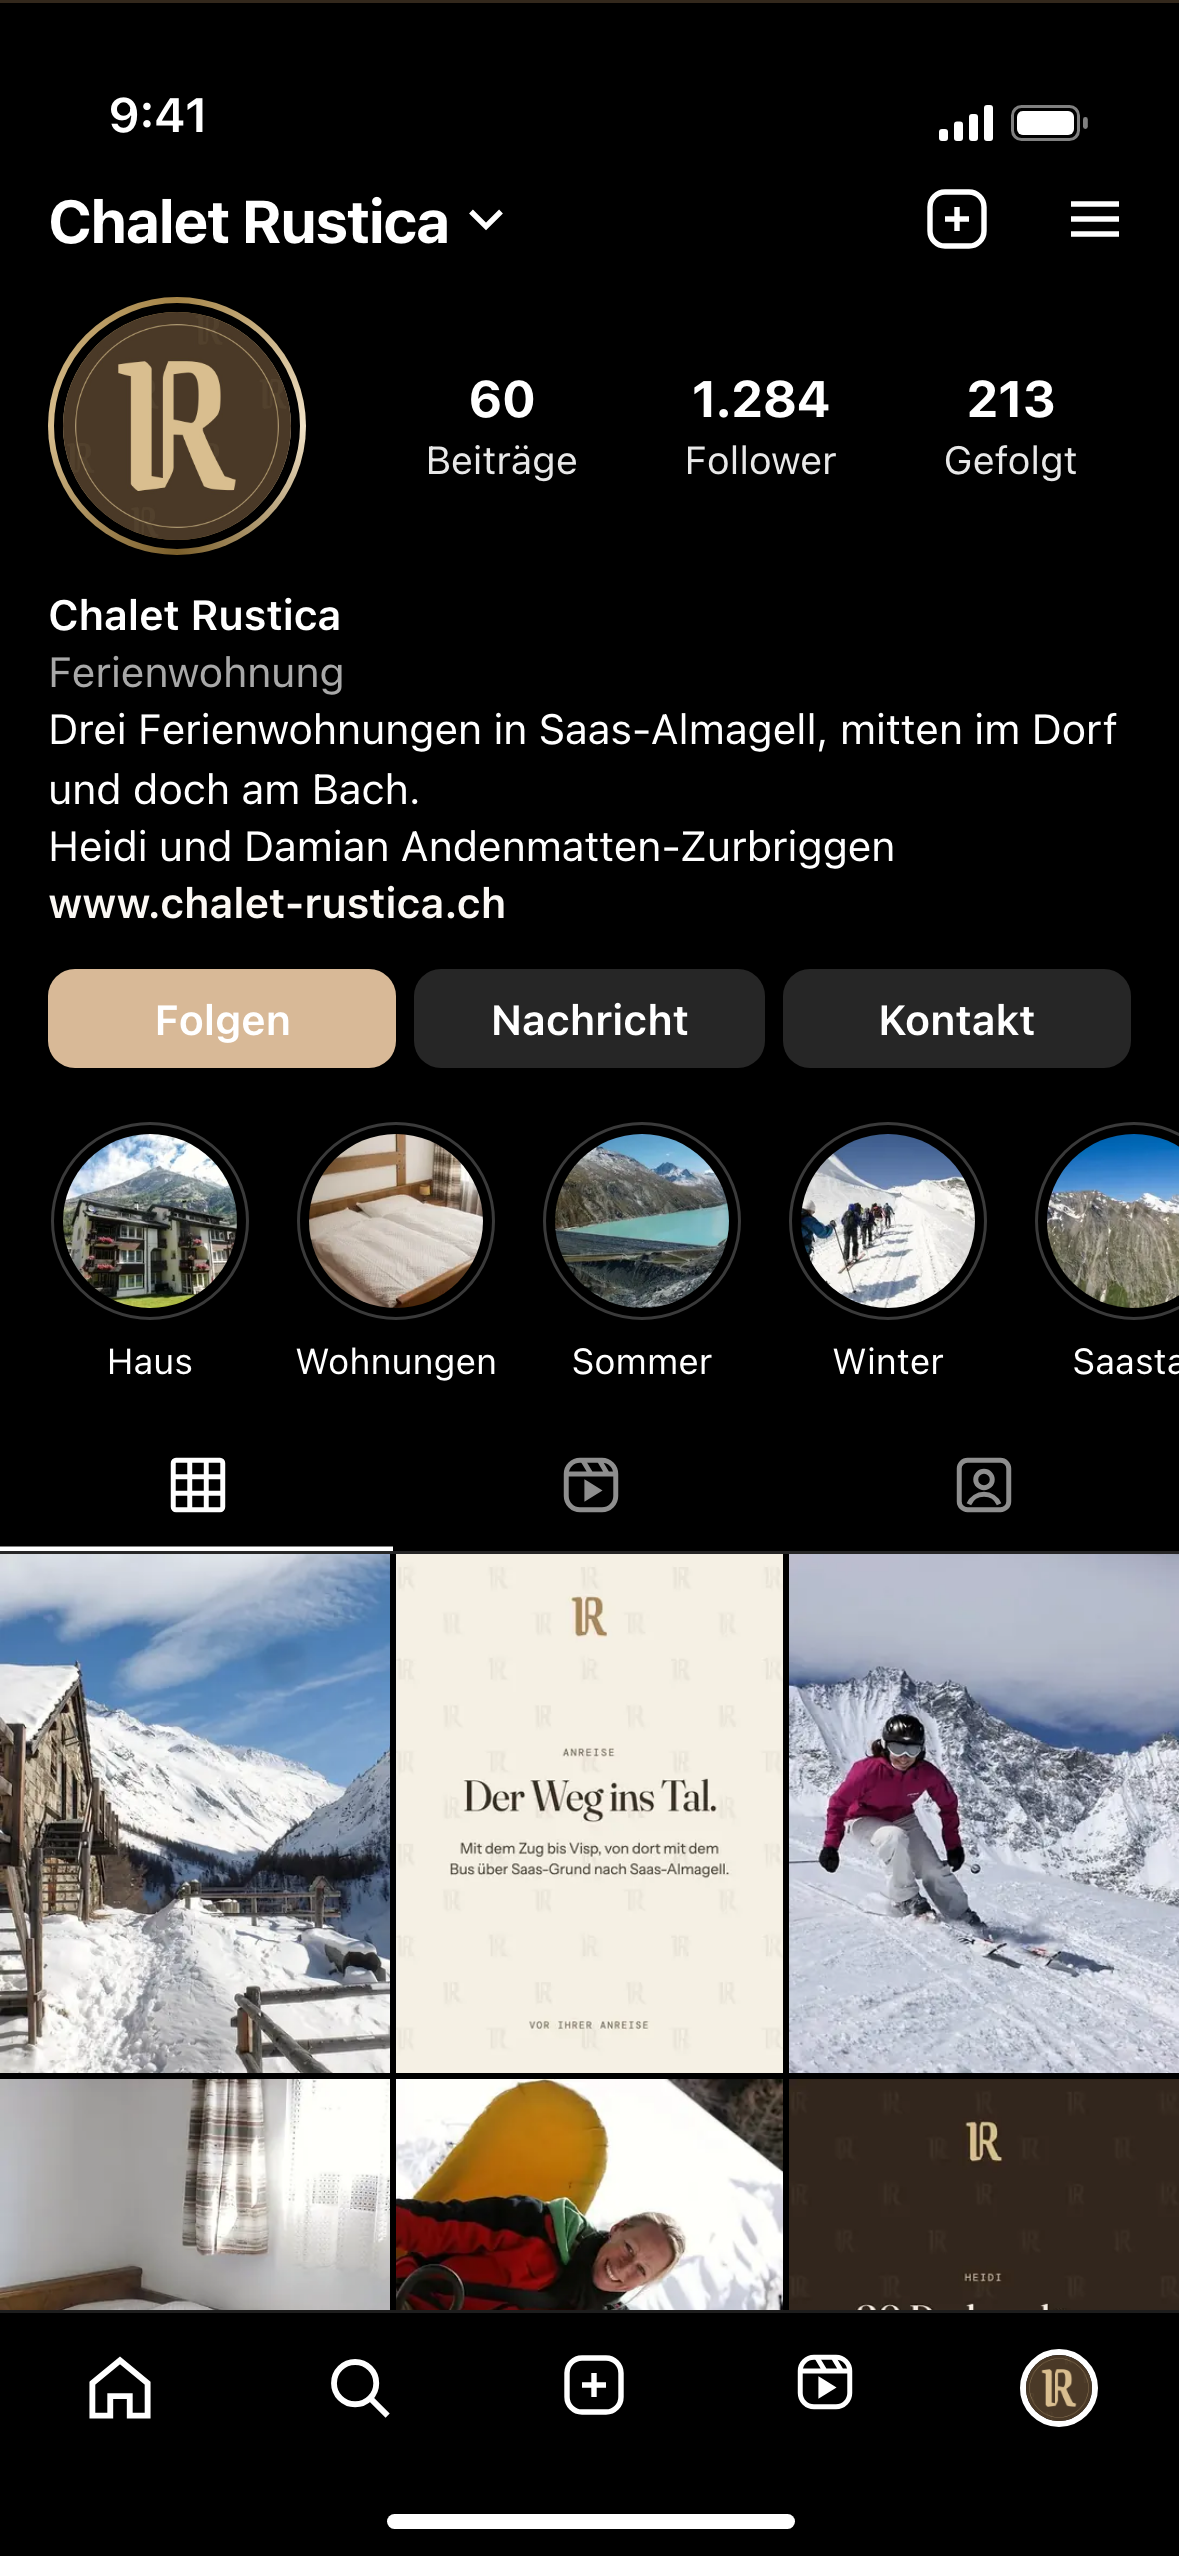 9:41
Chalet Rustica
60
Beiträge
1.284
Follower
213
Gefolgt
Chalet Rustica
Ferienwohnung
Drei Ferienwohnungen in Saas-Almagell, mitten im Dorf
und doch am Bach.
Heidi und Damian Andenmatten-Zurbriggen
www.chalet-rustica.ch
Folgen
Nachricht
Kontakt
Haus
Wohnungen
Sommer
Winter
ANREISE
Der Weg ins Tal.
Mit dem Zug bis Visp, von dort mit dem
Bus über Saas-Grund nach Saas-Almagell.
VOR IHRER ANREISE
HEIDI